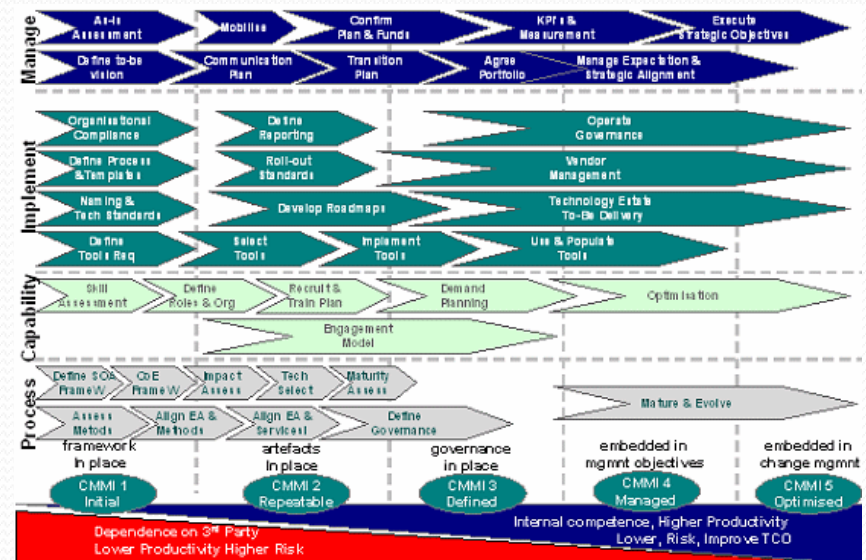 Manage
As-Is
Assessment
Mobilise
Confirm
Plan & Funds
KPI's &
Measurement
Execute
Strategic Objectives
Define to-be
vision
Communication
Plan
Transition
Plan
Agree
Portfolio
Manage Expectation &
Strategic Alignment
Implement
Organisational
Compliance
Define
Reporting
Operate
Governance
Define Process
& Templates
Roll-out
Standards
Vendor
Management
Naming &
Tech Standards
Develop Roadmaps
Technology Estate
To-Be Delivery
Define
Tools Req
Select
Tools
Implement
Tools
Use & Populate
Tools
Capability
Skill
Assessment
Define
Roles & Org
Recruit &
Train Plan
Demand
Planning
Optimisation
Engagement
Model
Process
Define SOA
FrameW
CoE
FrameW
Impact
Assess
Tech
Select
Maturity
Assess
Mature & Evolve
Assess
Metods
Align EA &
Methods
Align EA &
Services!
Define
Governance
framework
In place
artefacts
In place
governance
in place
embedded in
mgmnt objectives
embedded in
change mgmnt
CMMI 1
Initial
CMMI 2
Repeatable
CMMI 3
Defined
CMMI 4
Managed
CMMI 5
Optimised
Dependence on 3rd Party
Lower Productivity Higher Risk
Internal competence, Higher Productivity
Lower, Risk, Improve TCO